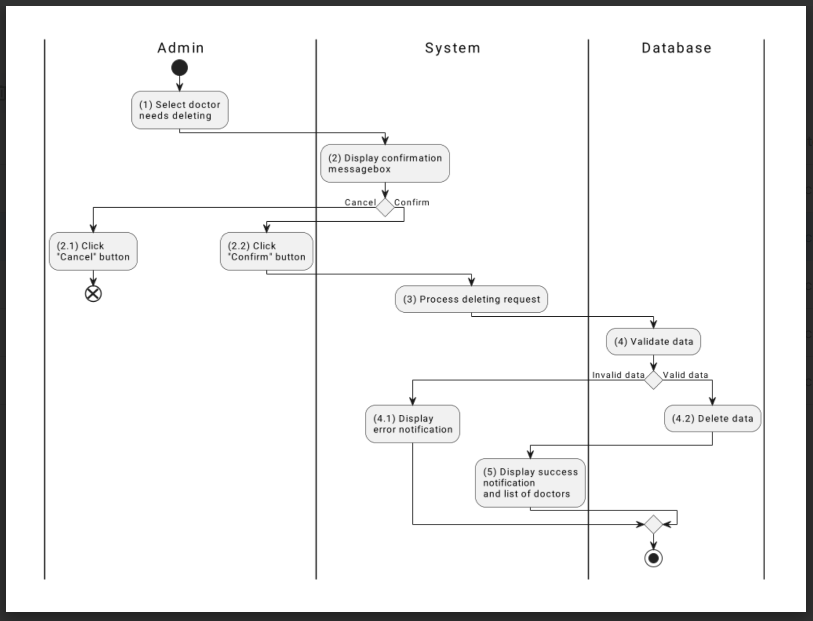 Admin
System
Database
(1) Select doctor
needs deleting
(2) Display confirmation
messagebox
Cancel
Confirm
(2.1) Click
"Cancel" button
(2.2) Click
"Confirm" button
(3) Process deleting request
(4) Validate data
Invalid data
Valid data
(4.1) Display
error notification
(4.2) Delete data
(5) Display success
notification
and list of doctors